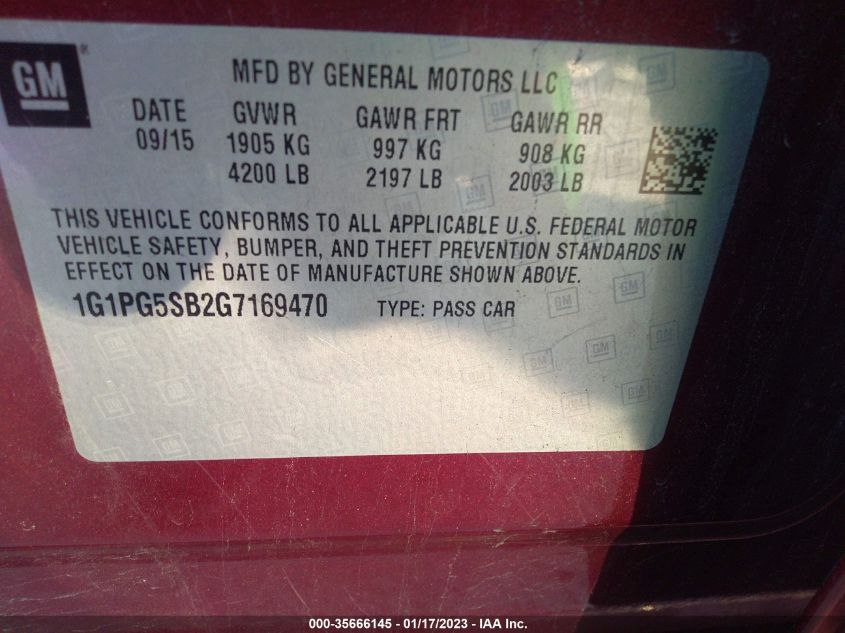 GM
MFD BY GENERAL MOTORS LLC
DATE GVWR GAWR FRT GAWR RR
09/15 1905 KG 997 KG 908 KG
4200 LB 2197 LB 2003 LB
THIS VEHICLE CONFORMS TO ALL APPLICABLE U.S. FEDERAL MOTOR
VEHICLE SAFETY, BUMPER, AND THEFT PREVENTION STANDARDS IN
EFFECT ON THE DATE OF MANUFACTURE SHOWN ABOVE.
1G1PG5SB2G7169470 TYPE: PASS CAR
000-35666145 - 01/17/2023 - IAA Inc.